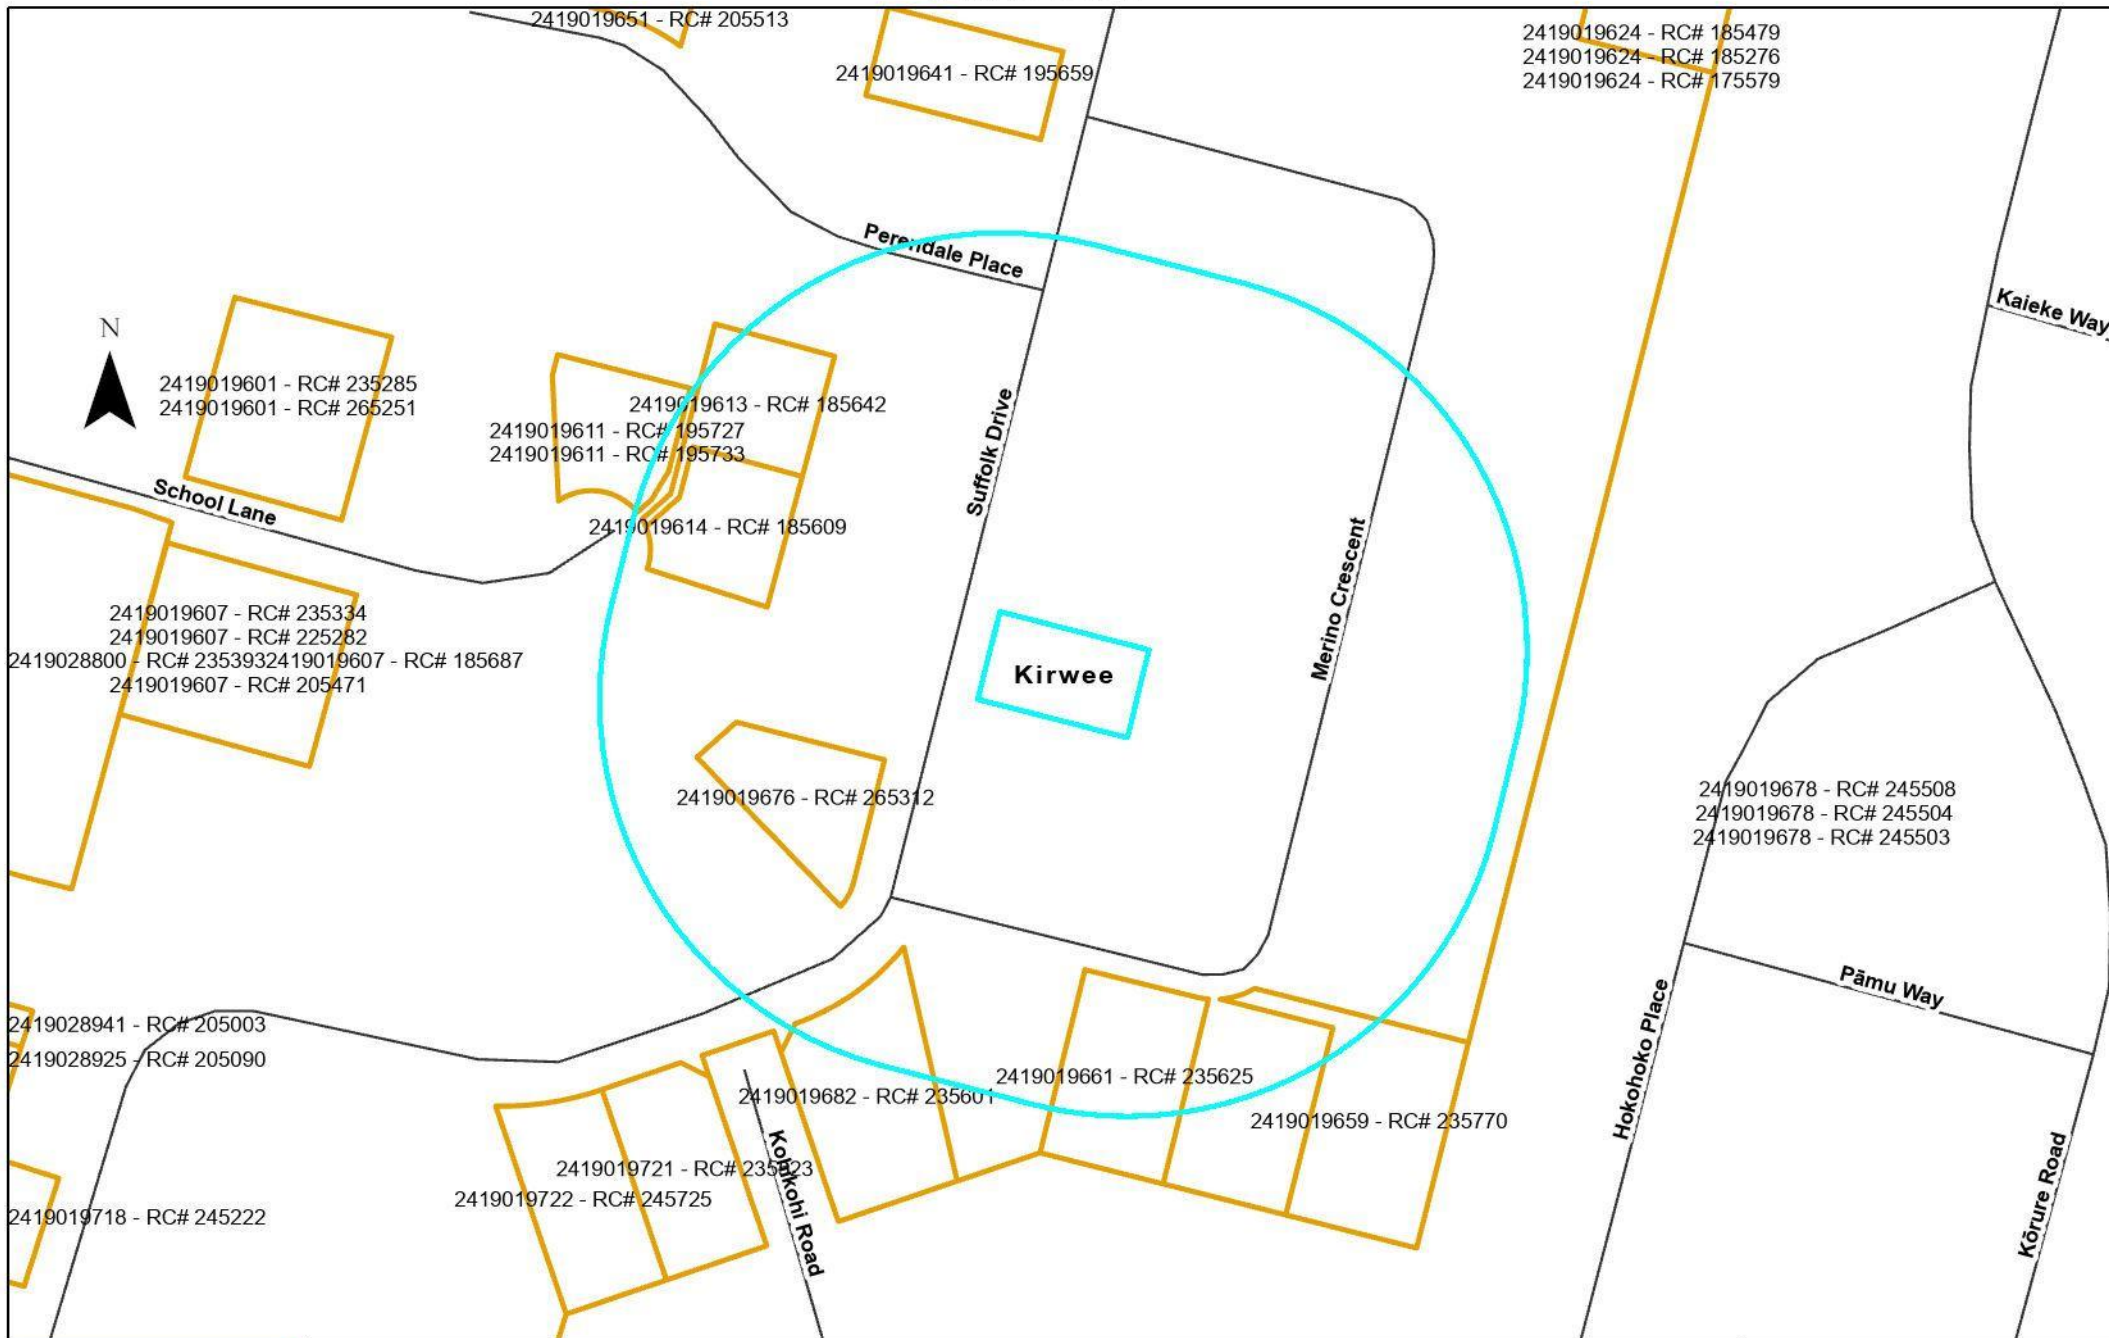 2419019651 - RC# 205513
2419019641 - RC# 195659
2419019624 - RC# 185479
2419019624 - RC# 185276
2419019624 - RC# 175579
Perendale Place
Kaieke Way
N
2419019601 - RC# 235285
2419019601 - RC# 265251
2419019613 - RC# 185642
2419019611 - RC# 195727
2419019611 - RC# 195733
Suffolk Drive
School Lane
2419019614 - RC# 185609
Merino Crescent
2419019607 - RC# 235334
2419019607 - RC# 225282
2419028800 - RC# 2353932419019607 - RC# 185687
2419019607 - RC# 205471
Kirwee
2419019676 - RC# 265312
2419019678 - RC# 245508
2419019678 - RC# 245504
2419019678 - RC# 245503
Pāmu Way
Hokohoko Place
2419028941 - RC# 205003
2419028925 - RC# 205090
2419019661 - RC# 235625
2419019682 - RC# 235601
2419019659 - RC# 235770
2419019721 - RC# 235923
2419019722 - RC# 245725
Road
Kōrure Road
2419019718 - RC# 245222